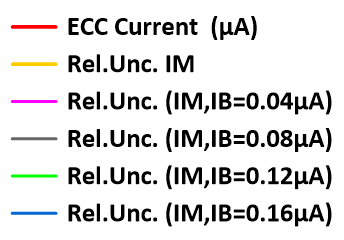 ECC Current (µA)
Rel.Unc. IM
Rel.Unc. (IM,IB=0.04µA)
Rel.Unc. (IM,IB=0.08µA)
Rel.Unc. (IM,IB=0.12µA)
Rel.Unc. (IM,IB=0.16µA)